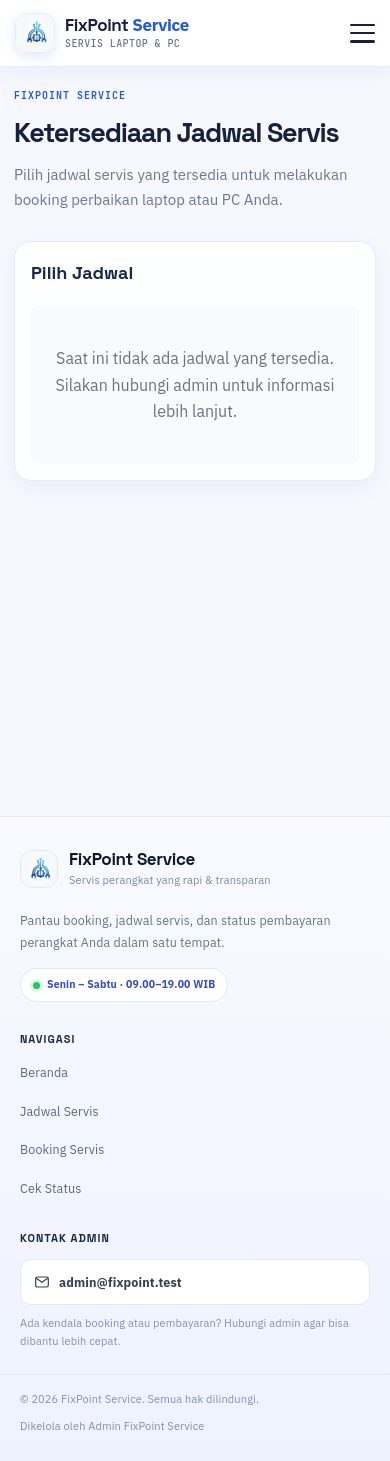 FixPoint Service
SERVIS LAPTOP & PC
FIXPOINT SERVICE
Ketersediaan Jadwal Servis
Pilih jadwal servis yang tersedia untuk melakukan
booking perbaikan laptop atau PC Anda.
Pilih Jadwal
Saat ini tidak ada jadwal yang tersedia.
Silakan hubungi admin untuk informasi
lebih lanjut.
FixPoint Service
Servis perangkat yang rapi & transparan
Pantau booking, jadwal servis, dan status pembayaran
perangkat Anda dalam satu tempat.
Senin – Sabtu · 09.00–19.00 WIB
NAVIGASI
Beranda
Jadwal Servis
Booking Servis
Cek Status
KONTAK ADMIN
admin@fixpoint.test
Ada kendala booking atau pembayaran? Hubungi admin agar bisa
dibantu lebih cepat.
© 2026 FixPoint Service. Semua hak dilindungi.
Dikelola oleh Admin FixPoint Service